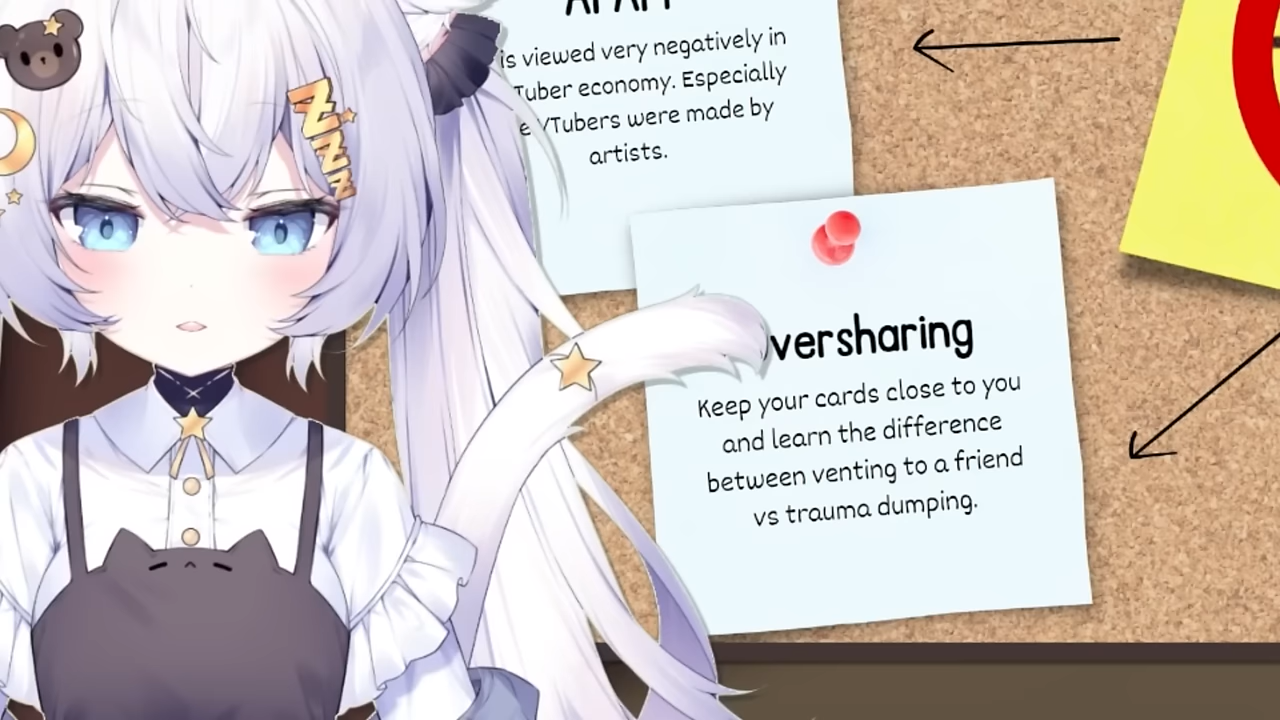 is viewed very negatively in
Tuber economy. Especially
VTubers were made by
artists.
versharing
Keep your cards close to you
and learn the difference
between venting to a friend
vs trauma dumping.
Z
Z
Z
Z